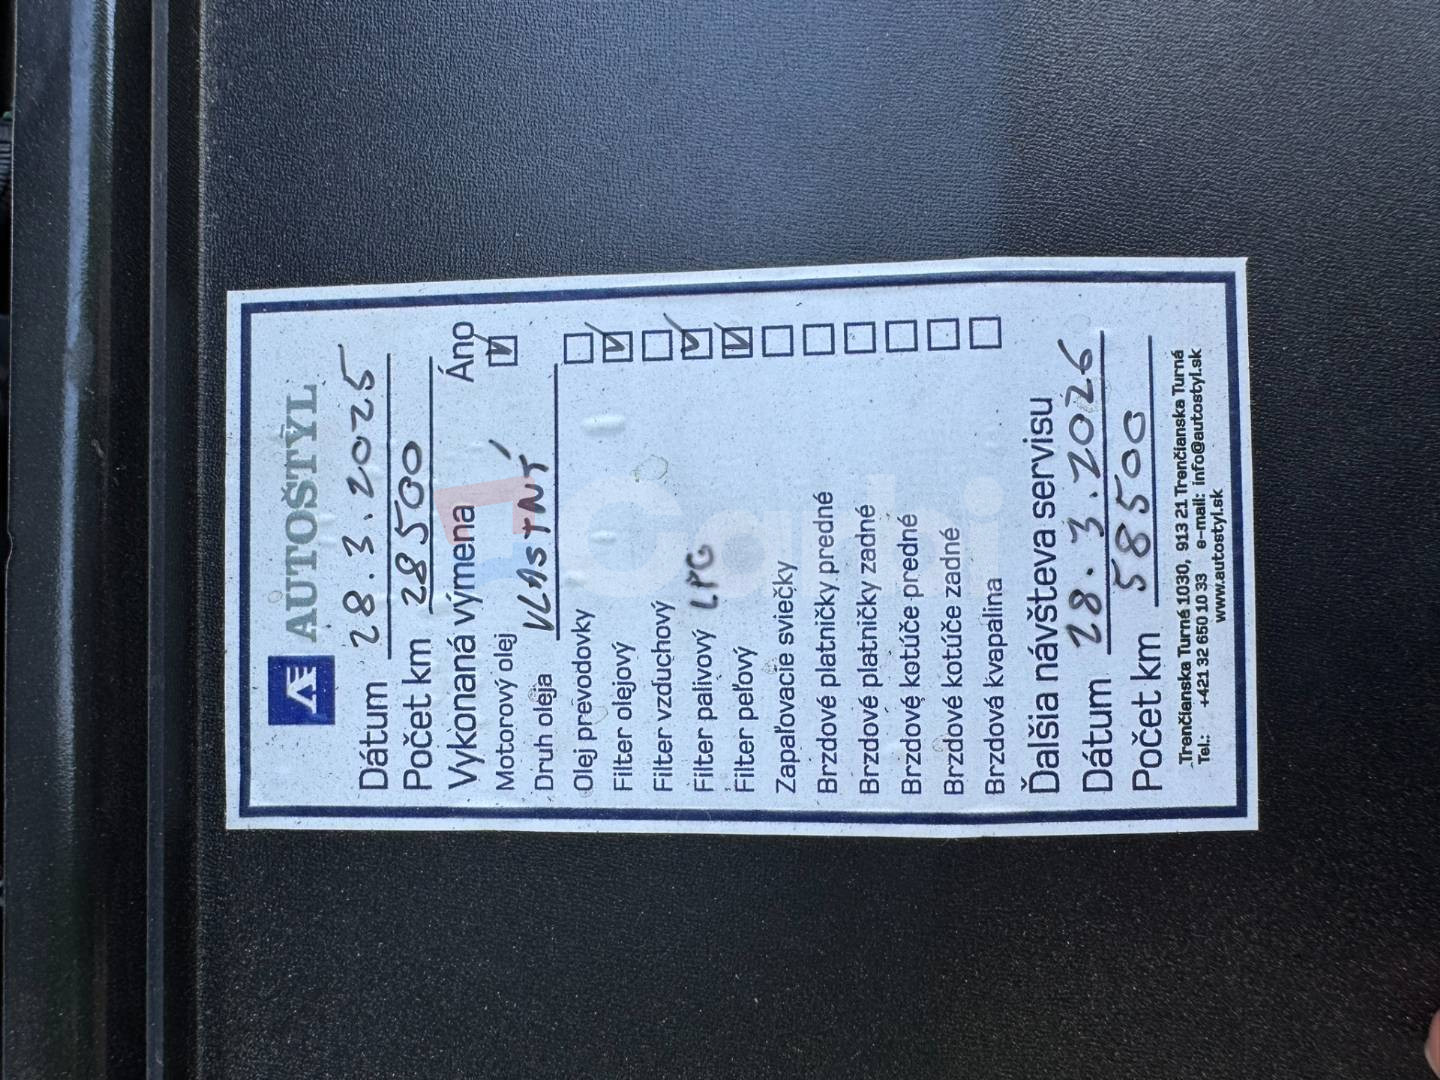 AUTOŠTÝL
Dátum 28.3.2025
Počet km 28500
Vykonaná výmena Áno
Motorový olej
Druh oleja VLASTNÝ
Olej prevodovky
Filter olejový
Filter vzduchový
Filter palivový LPG
Filter peľový
Zapaľovacie sviečky
Brzdové platničky predné
Brzdové platničky zadné
Brzdové kotúče predné
Brzdové kotúče zadné
Brzdová kvapalina
Ďalšia návšteva servisu
Dátum 28.3.2026
Počet km 58500
Trenčianska Turná 1030, 913 21 Trenčianska Turná
Tel.: +421 32 650 10 33 e-mail: info@autostyl.sk
www.autostyl.sk